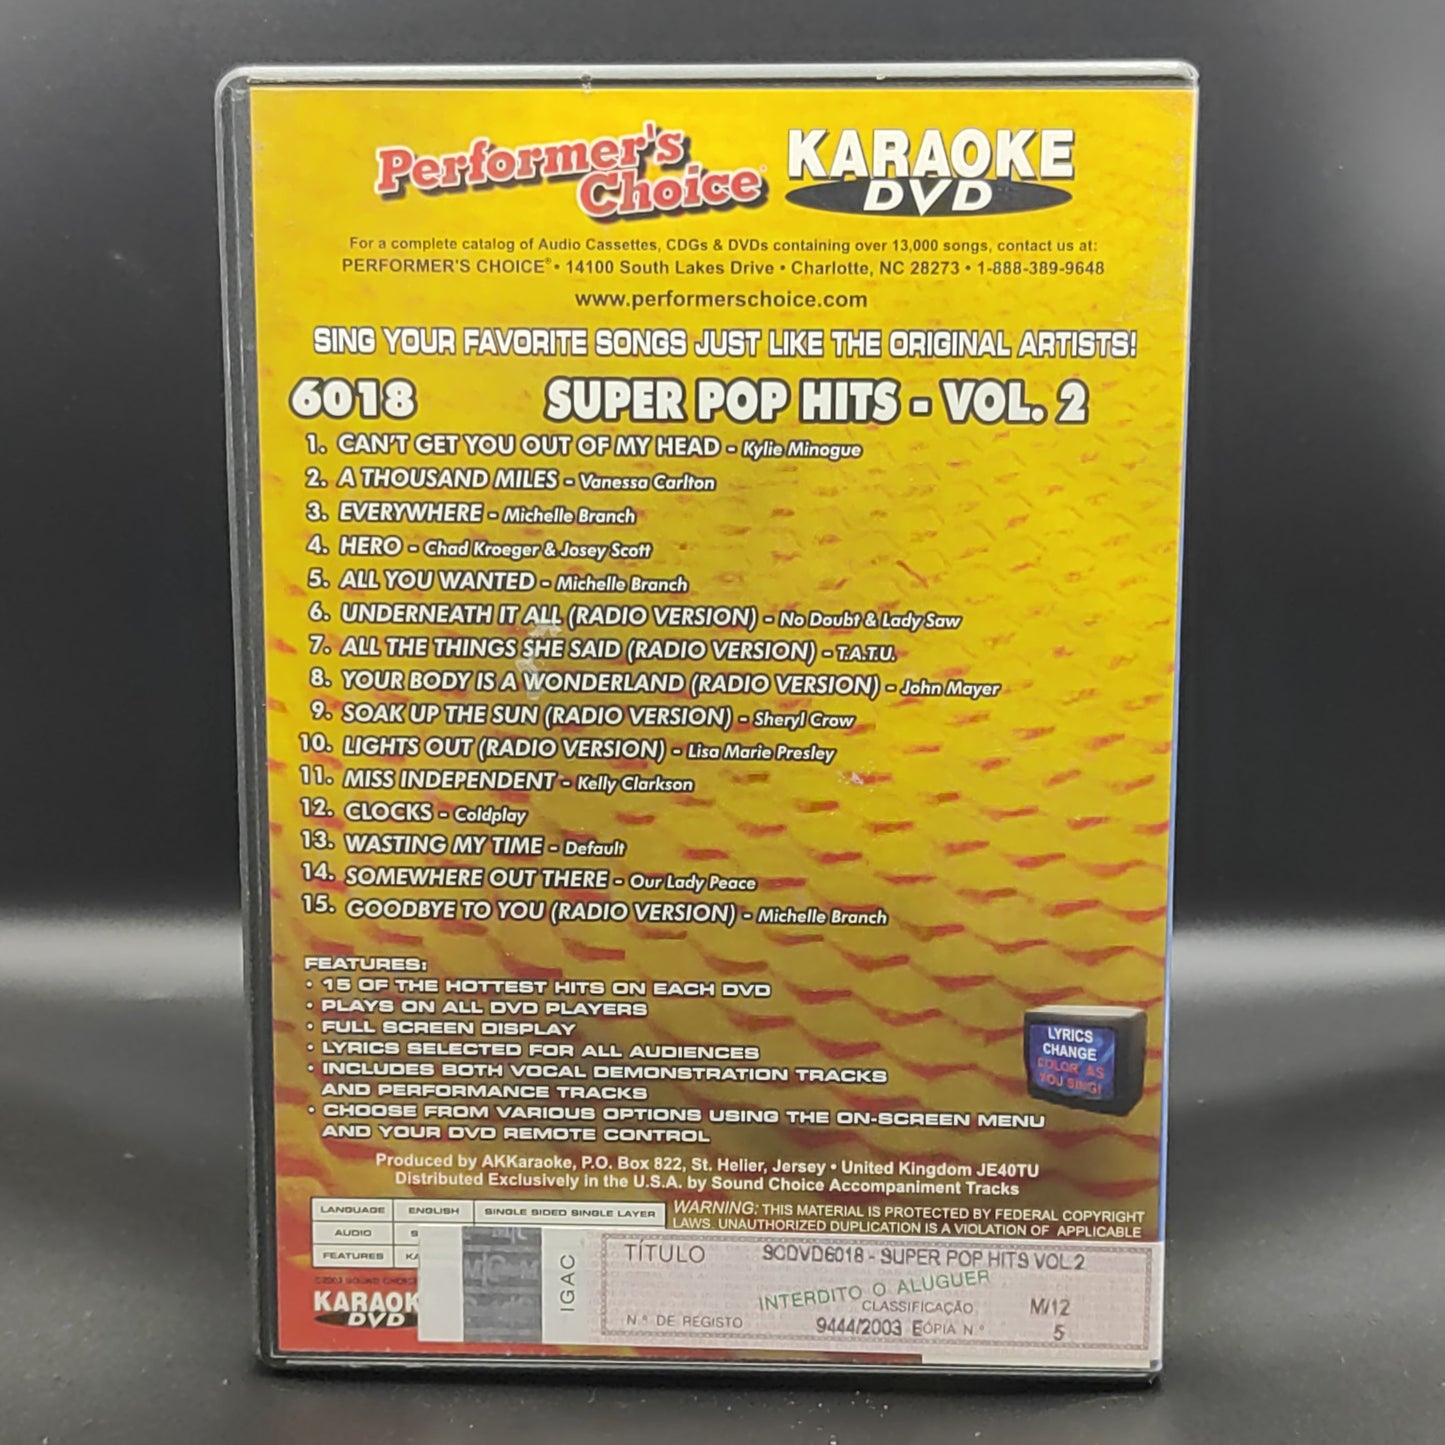 Performer's
Choice
KARAOKE
DVD
For a complete catalog of Audio Cassettes, CDGs & DVDs containing over 13,000 songs, contact us at:
PERFORMER'S CHOICE® • 14100 South Lakes Drive • Charlotte, NC 28273 • 1-888-389-9648
www.performerschoice.com
SING YOUR FAVORITE SONGS JUST LIKE THE ORIGINAL ARTISTS!
6018 SUPER POP HITS - VOL. 2
1. CAN'T GET YOU OUT OF MY HEAD - Kylie Minogue
2. A THOUSAND MILES - Vanessa Carlton
3. EVERYWHERE - Michelle Branch
4. HERO - Chad Kroeger & Josey Scott
5. ALL YOU WANTED - Michelle Branch
6. UNDERNEATH IT ALL (RADIO VERSION) - No Doubt & Lady Saw
7. ALL THE THINGS SHE SAID (RADIO VERSION) - T.A.T.U.
8. YOUR BODY IS A WONDERLAND (RADIO VERSION) - John Mayer
9. SOAK UP THE SUN (RADIO VERSION) - Sheryl Crow
10. LIGHTS OUT (RADIO VERSION) - Lisa Marie Presley
11. MISS INDEPENDENT - Kelly Clarkson
12. CLOCKS - Coldplay
13. WASTING MY TIME - Default
14. SOMEWHERE OUT THERE - Our Lady Peace
15. GOODBYE TO YOU (RADIO VERSION) - Michelle Branch
FEATURES:
• 15 OF THE HOTTEST HITS ON EACH DVD
• PLAYS ON ALL DVD PLAYERS
• FULL SCREEN DISPLAY
• LYRICS SELECTED FOR ALL AUDIENCES
• INCLUDES BOTH VOCAL DEMONSTRATION TRACKS
AND PERFORMANCE TRACKS
• CHOOSE FROM VARIOUS OPTIONS USING THE ON-SCREEN MENU
AND YOUR DVD REMOTE CONTROL
LYRICS
CHANGE
COLOR AS
YOU SING!
Produced by AKKaraoke, P.O. Box 822, St. Helier, Jersey • United Kingdom JE40TU
Distributed Exclusively in the U.S.A. by Sound Choice Accompaniment Tracks
LANGUAGE ENGLISH SINGLE SIDED SINGLE LAYER
AUDIO S
FEATURES KA
WARNING: THIS MATERIAL IS PROTECTED BY FEDERAL COPYRIGHT
LAWS. UNAUTHORIZED DUPLICATION IS A VIOLATION OF APPLICABLE
©2003 SOUND CHOICE
KARAOK
DVD
IGAC
TÍTULO SCDVD6018 - SUPER POP HITS VOL.2
INTERDITO O ALUGUER
CLASSIFICAÇÃO M/12
N.º DE REGISTO 9444/2003 EÓPIA N.º 5